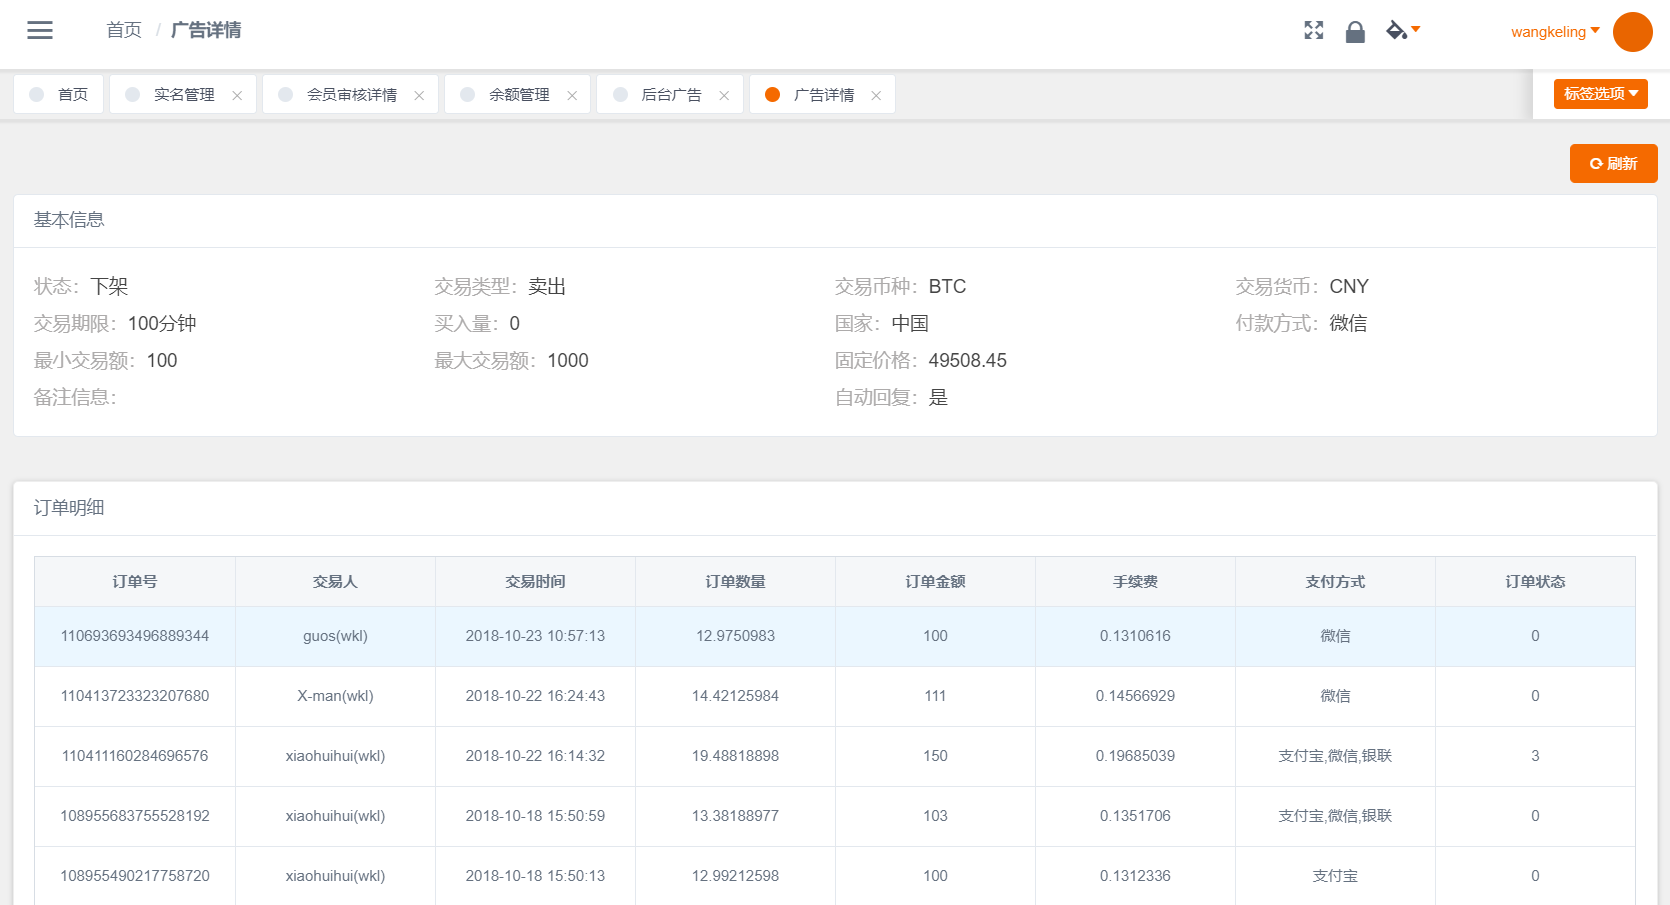 首页 / 广告详情
wangkeling
首页 实名管理 会员审核详情 余额管理 后台广告 广告详情 标签选项
刷新
基本信息
状态：下架 交易类型：卖出 交易币种：BTC 交易货币：CNY
交易期限：100分钟 买入量：0 国家：中国 付款方式：微信
最小交易额：100 最大交易额：1000 固定价格：49508.45
备注信息： 自动回复：是
订单明细
订单号 交易人 交易时间 订单数量 订单金额 手续费 支付方式 订单状态
110693693496889344 guos(wkl) 2018-10-23 10:57:13 12.9750983 100 0.1310616 微信 0
110413723323207680 X-man(wkl) 2018-10-22 16:24:43 14.42125984 111 0.14566929 微信 0
110411160284696576 xiaohuihui(wkl) 2018-10-22 16:14:32 19.48818898 150 0.19685039 支付宝,微信,银联 3
108955683755528192 xiaohuihui(wkl) 2018-10-18 15:50:59 13.38188977 103 0.1351706 支付宝,微信,银联 0
108955490217758720 xiaohuihui(wkl) 2018-10-18 15:50:13 12.99212598 100 0.1312336 支付宝 0